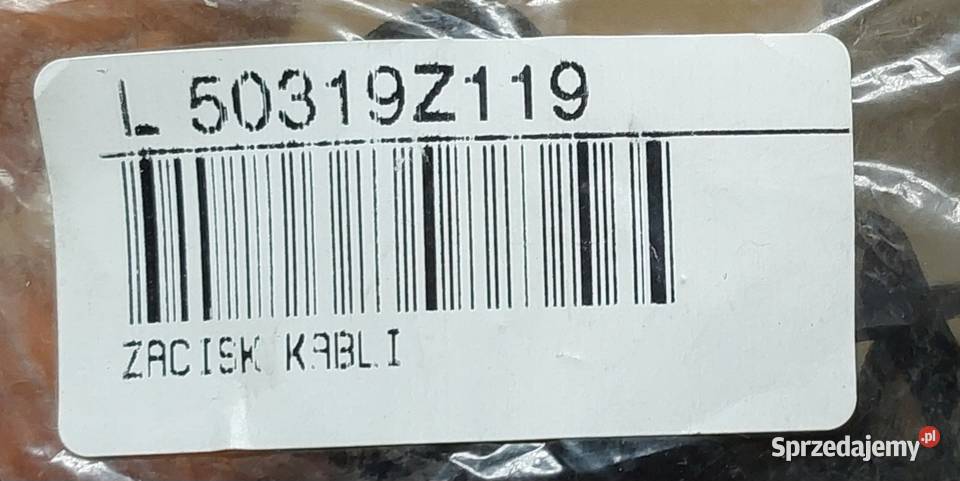 L 50319Z119
ZACISK KABLI
Sprzedajemy.pl